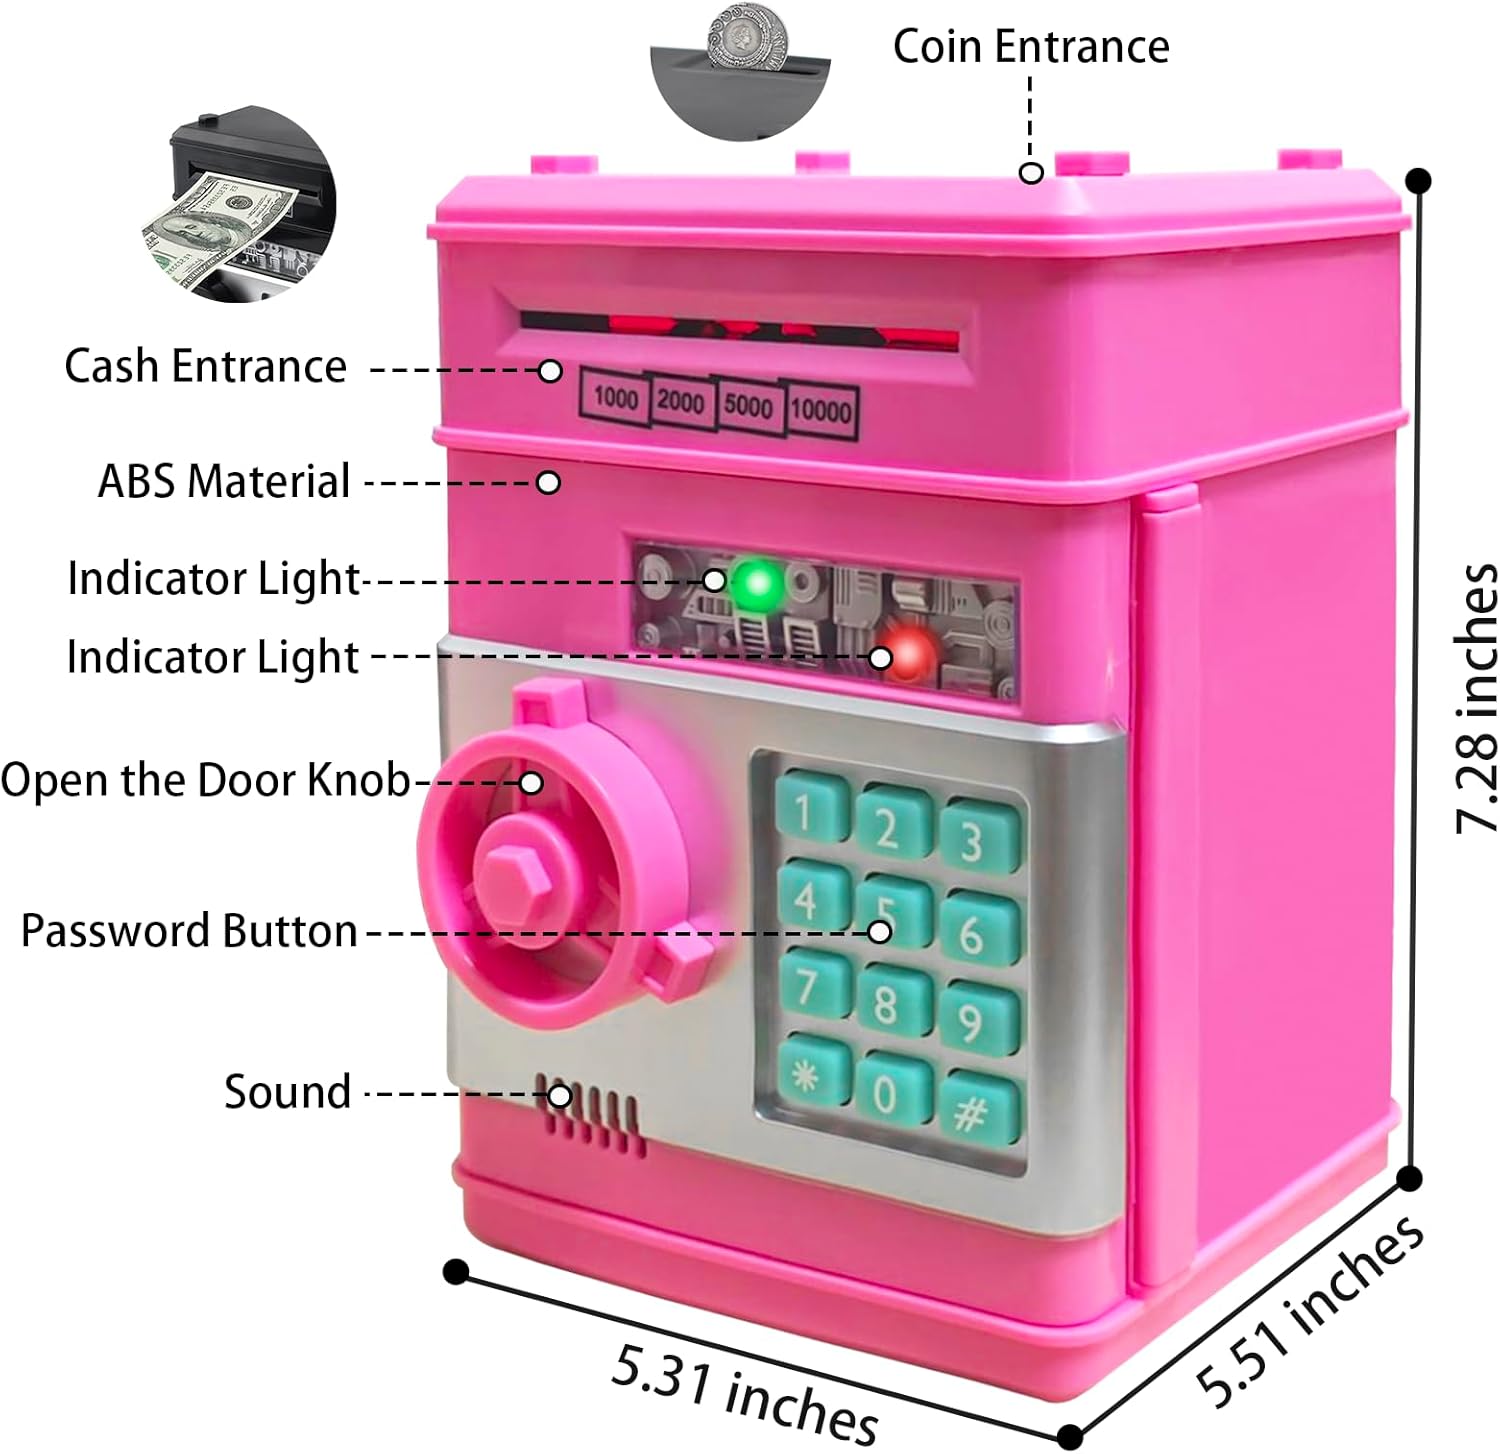 Coin Entrance
Cash Entrance
1000 2000 5000 10000
ABS Material
Indicator Light
Indicator Light
Open the Door Knob
1 2 3
4 5 6
Password Button
7 8 9
* 0 #
Sound
7.28 inches
5.51 inches
5.31 inches